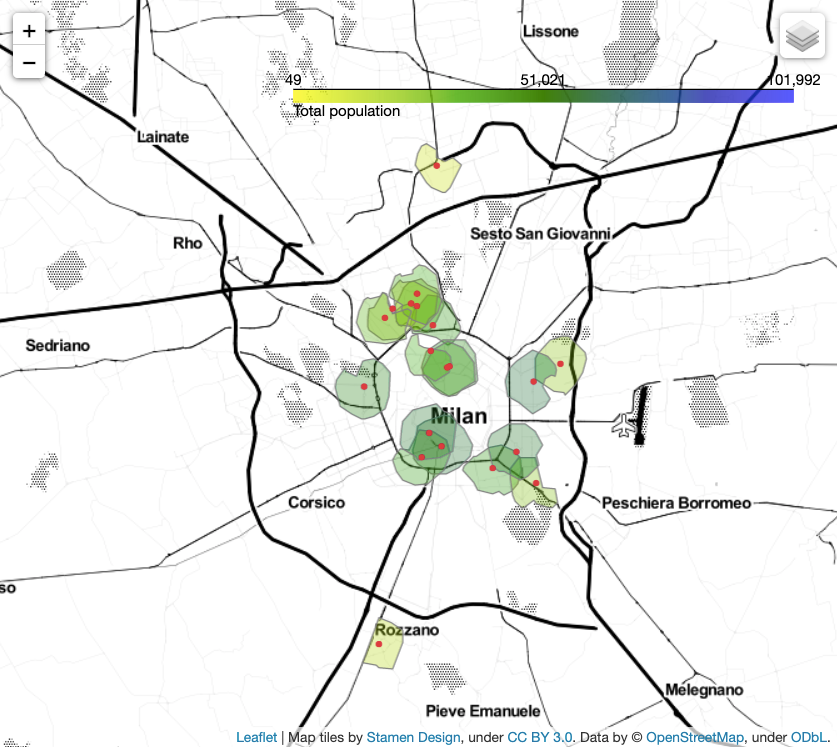 +
−
Lissone
49 51,021 101,992
Total population
Lainate
Rho
Sesto San Giovanni
Sedriano
Milan
Corsico
Peschiera Borromeo
so
Rozzano
Melegnano
Pieve Emanuele
Leaflet | Map tiles by Stamen Design, under CC BY 3.0. Data by © OpenStreetMap, under ODbL.